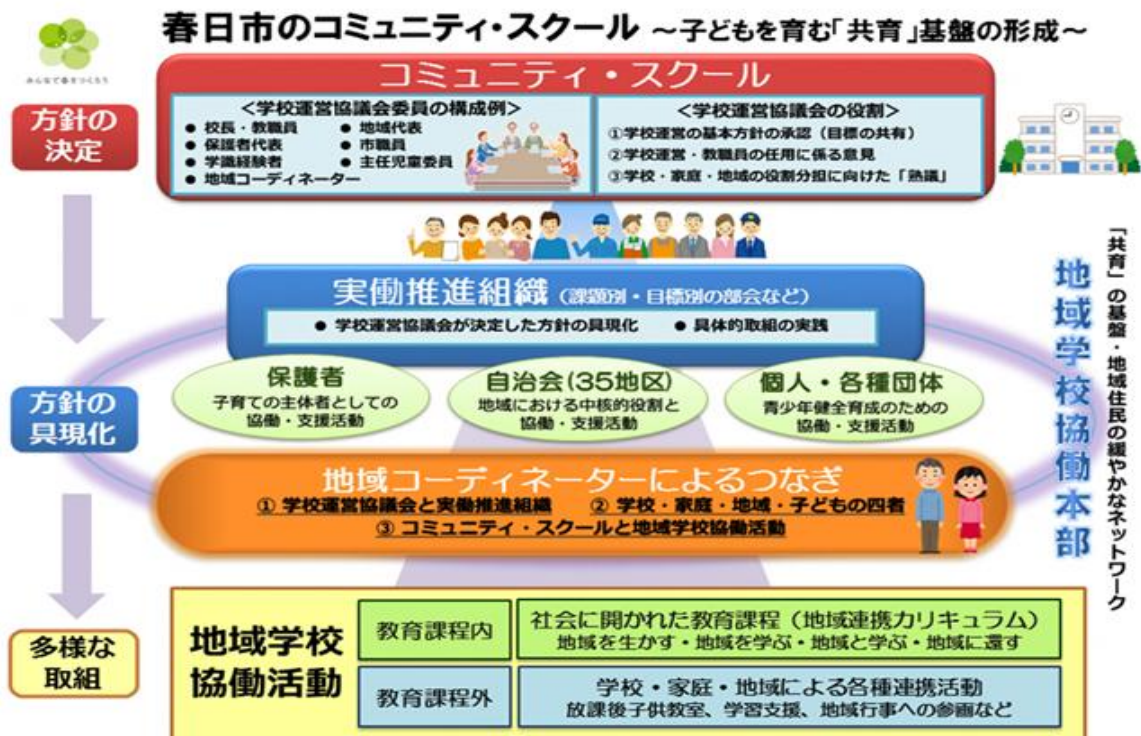 春日市のコミュニティ・スクール ～子どもを育む「共育」基盤の形成～
みんなで春をつくろう
方針の
決定
コミュニティ・スクール
＜学校運営協議会委員の構成例＞
● 校長・教職員
● 地域代表
● 保護者代表
● 市職員
● 学識経験者
● 主任児童委員
● 地域コーディネーター
＜学校運営協議会の役割＞
①学校運営の基本方針の承認（目標の共有）
②学校運営・教職員の任用に係る意見
③学校・家庭・地域の役割分担に向けた「熟議」
実働推進組織（課題別・目標別の部会など）
● 学校運営協議会が決定した方針の具現化
● 具体的取組の実践
方針の
具現化
保護者
子育ての主体者としての
協働・支援活動
自治会(35地区)
地域における中核的役割と
協働・支援活動
個人・各種団体
青少年健全育成のための
協働・支援活動
地域コーディネーターによるつなぎ
① 学校運営協議会と実働推進組織
② 学校・家庭・地域・子どもの四者
③ コミュニティ・スクールと地域学校協働活動
地域学校協働本部
「共育」の基盤・地域住民の緩やかなネットワーク
多様な
取組
地域学校
協働活動
教育課程内
社会に開かれた教育課程（地域連携カリキュラム）
地域を生かす・地域を学ぶ・地域と学ぶ・地域に還す
教育課程外
学校・家庭・地域による各種連携活動
放課後子供教室、学習支援、地域行事への参画など